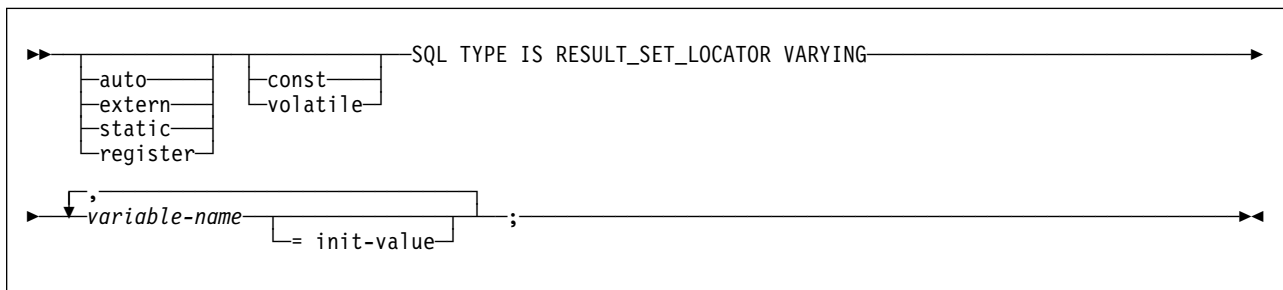 SQL TYPE IS RESULT_SET_LOCATOR VARYING
auto const
extern volatile
static
register
,
variable-name ;
= init-value